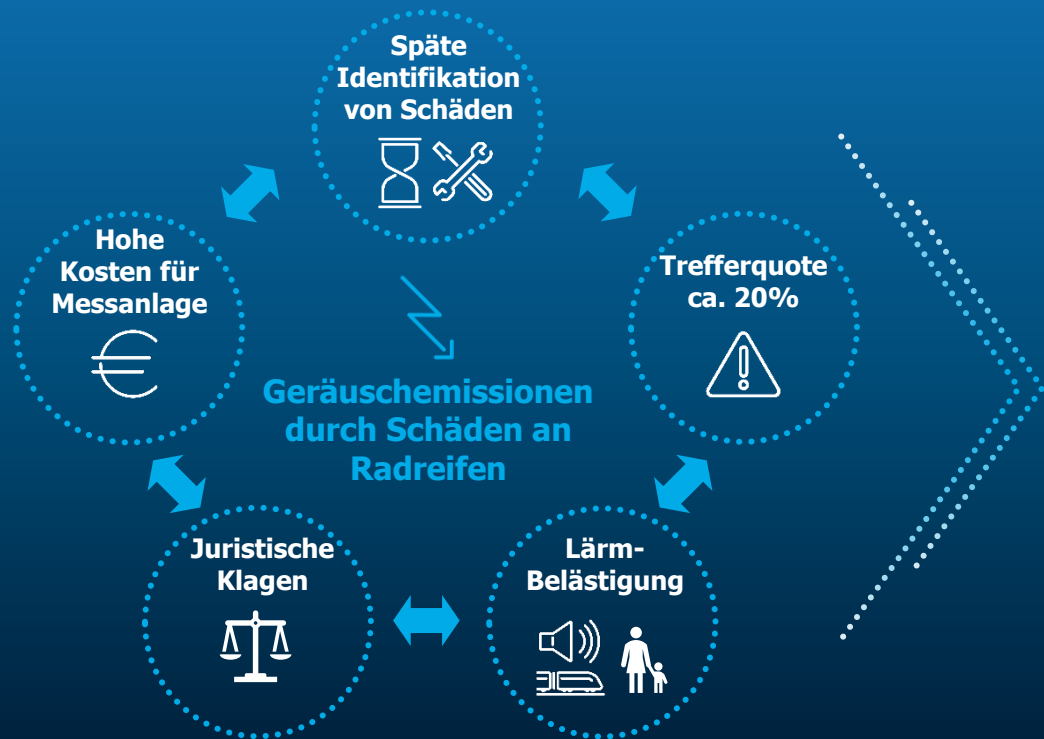 Späte
Identifikation
von Schäden
Hohe
Kosten für
Messanlage
Trefferquote
ca. 20%
Geräuschemissionen
durch Schäden an
Radreifen
Juristische
Klagen
Lärm-
Belästigung